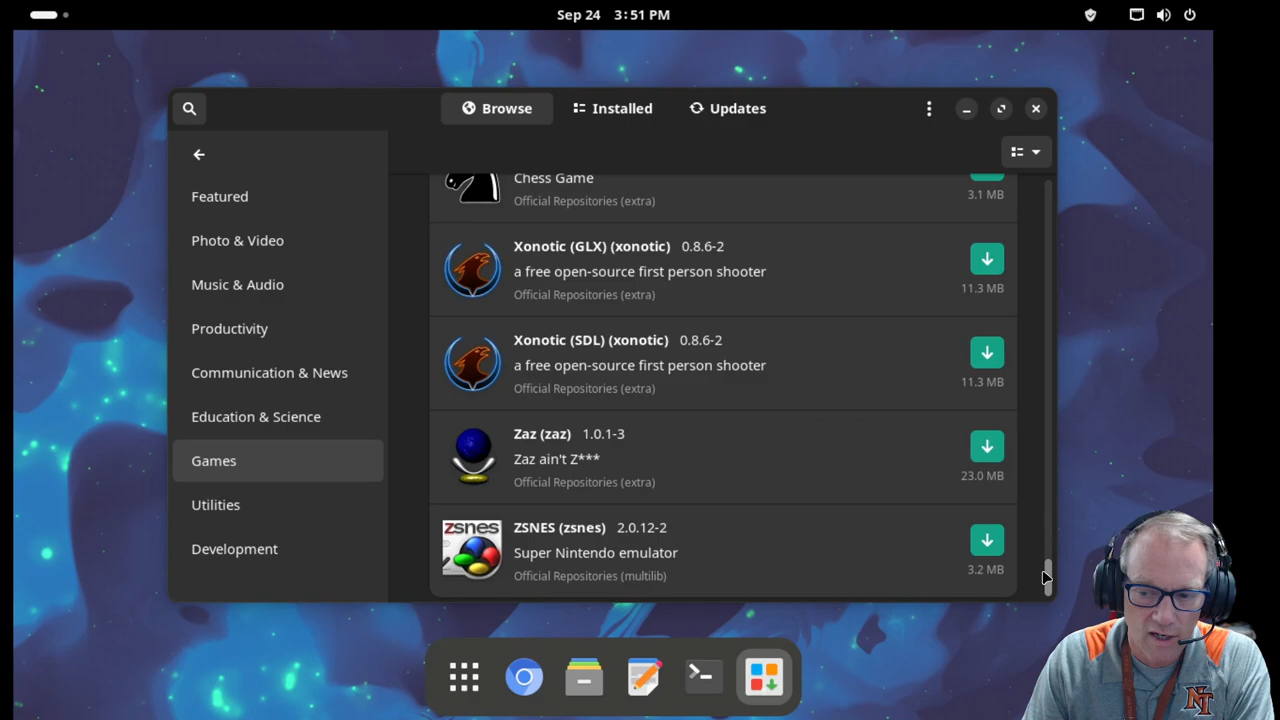 Sep 24 3:51 PM
Browse
Installed
Updates
Featured
Photo & Video
Music & Audio
Productivity
Communication & News
Education & Science
Games
Utilities
Development
Chess Game
Official Repositories (extra)
3.1 MB
Xonotic (GLX) (xonotic) 0.8.6-2
a free open-source first person shooter
Official Repositories (extra)
11.3 MB
Xonotic (SDL) (xonotic) 0.8.6-2
a free open-source first person shooter
Official Repositories (extra)
11.3 MB
Zaz (zaz) 1.0.1-3
Zaz ain't Z***
Official Repositories (extra)
23.0 MB
zsnes
ZSNES (zsnes) 2.0.12-2
Super Nintendo emulator
Official Repositories (multilib)
3.2 MB
NT